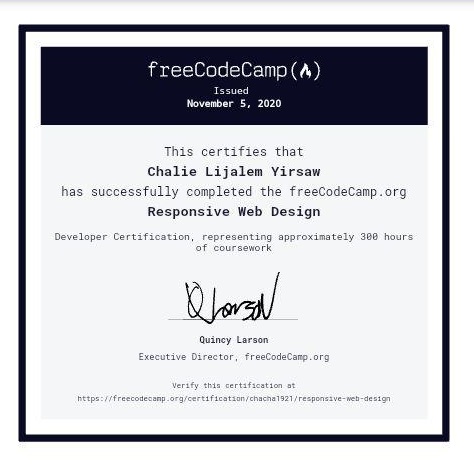 freeCodeCamp(🔥)
Issued
November 5, 2020
This certifies that
Chalie Lijalem Yirsaw
has successfully completed the freeCodeCamp.org
Responsive Web Design
Developer Certification, representing approximately 300 hours
of coursework
Q Larson
Quincy Larson
Executive Director, freeCodeCamp.org
Verify this certification at
https://freecodecamp.org/certification/chacha1921/responsive-web-design